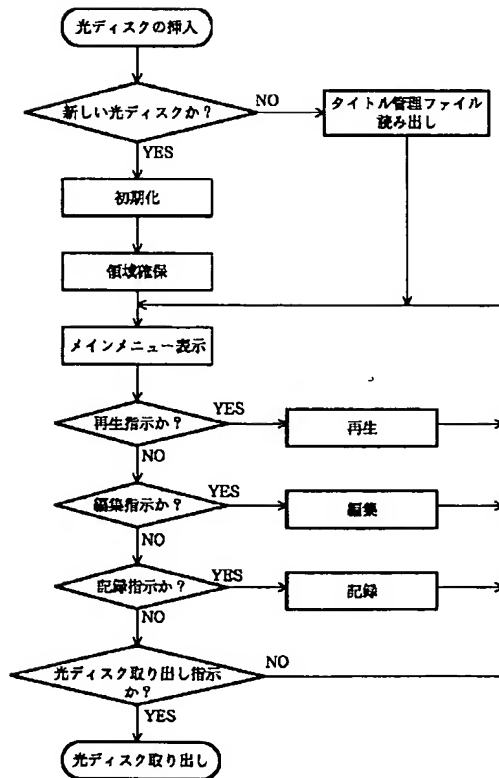 光ディスクの挿入
新しい光ディスクか？
NO
タイトル管理ファイル
読み出し
YES
初期化
領域確保
メインメニュー表示
再生指示か？
YES
再生
NO
編集指示か？
YES
編集
NO
記録指示か？
YES
記録
NO
光ディスク取り出し指示
か？
NO
YES
光ディスク取り出し